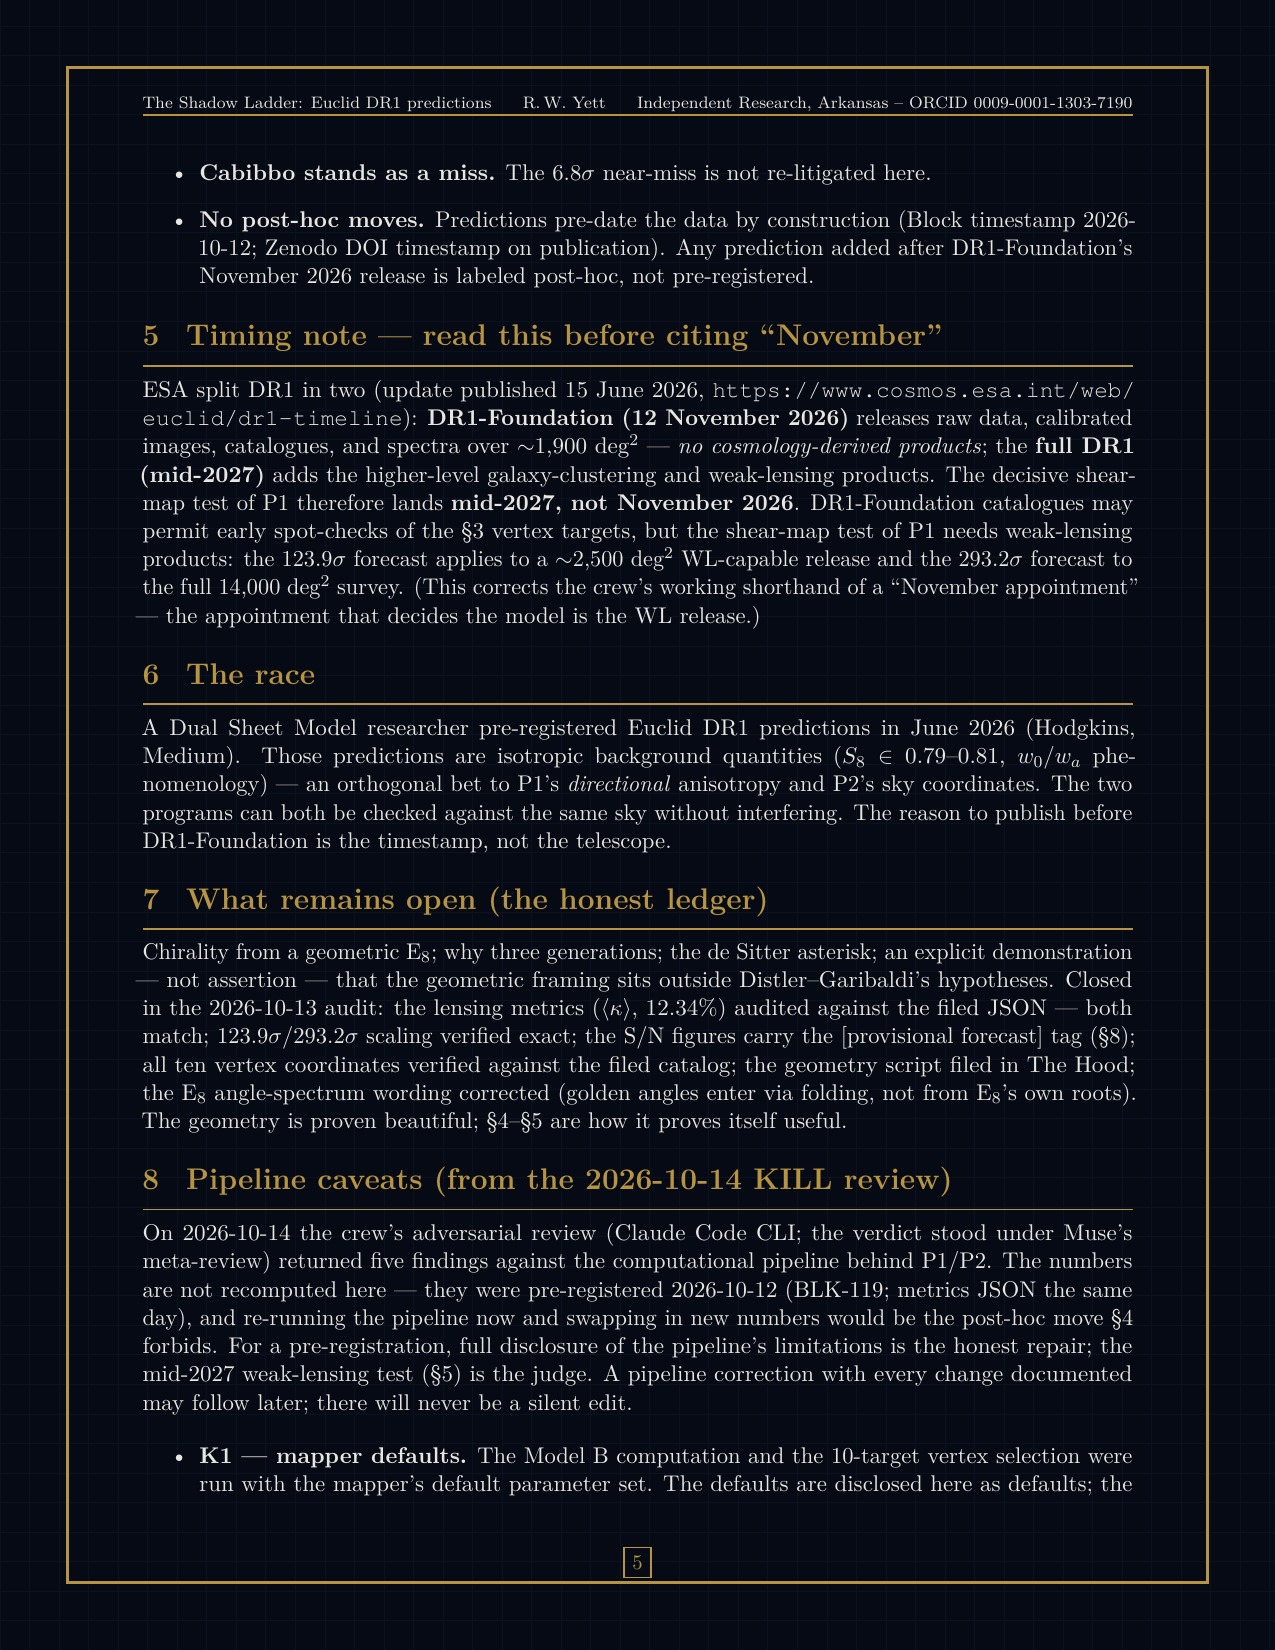 The Shadow Ladder: Euclid DR1 predictions R. W. Yett Independent Research, Arkansas – ORCID 0009-0001-1303-7190
• Cabibbo stands as a miss. The 6.8σ near-miss is not re-litigated here.
• No post-hoc moves. Predictions pre-date the data by construction (Block timestamp 2026-
10-12; Zenodo DOI timestamp on publication). Any prediction added after DR1-Foundation's
November 2026 release is labeled post-hoc, not pre-registered.
5 Timing note — read this before citing “November”
ESA split DR1 in two (update published 15 June 2026, https://www.cosmos.esa.int/web/
euclid/dr1-timeline): DR1-Foundation (12 November 2026) releases raw data, calibrated
images, catalogues, and spectra over ∼1,900 deg² — no cosmology-derived products; the full DR1
(mid-2027) adds the higher-level galaxy-clustering and weak-lensing products. The decisive shear-
map test of P1 therefore lands mid-2027, not November 2026. DR1-Foundation catalogues may
permit early spot-checks of the §3 vertex targets, but the shear-map test of P1 needs weak-lensing
products: the 123.9σ forecast applies to a ∼2,500 deg² WL-capable release and the 293.2σ forecast to
the full 14,000 deg² survey. (This corrects the crew's working shorthand of a “November appointment”
— the appointment that decides the model is the WL release.)
6 The race
A Dual Sheet Model researcher pre-registered Euclid DR1 predictions in June 2026 (Hodgkins,
Medium). Those predictions are isotropic background quantities (S₈ ∈ 0.79–0.81, w₀/wₐ phe-
nomenology) — an orthogonal bet to P1's directional anisotropy and P2's sky coordinates. The two
programs can both be checked against the same sky without interfering. The reason to publish before
DR1-Foundation is the timestamp, not the telescope.
7 What remains open (the honest ledger)
Chirality from a geometric E₈; why three generations; the de Sitter asterisk; an explicit demonstration
— not assertion — that the geometric framing sits outside Distler–Garibaldi's hypotheses. Closed
in the 2026-10-13 audit: the lensing metrics (⟨κ⟩, 12.34%) audited against the filed JSON — both
match; 123.9σ/293.2σ scaling verified exact; the S/N figures carry the [provisional forecast] tag (§8);
all ten vertex coordinates verified against the filed catalog; the geometry script filed in The Hood;
the E₈ angle-spectrum wording corrected (golden angles enter via folding, not from E₈'s own roots).
The geometry is proven beautiful; §4–§5 are how it proves itself useful.
8 Pipeline caveats (from the 2026-10-14 KILL review)
On 2026-10-14 the crew's adversarial review (Claude Code CLI; the verdict stood under Muse's
meta-review) returned five findings against the computational pipeline behind P1/P2. The numbers
are not recomputed here — they were pre-registered 2026-10-12 (BLK-119; metrics JSON the same
day), and re-running the pipeline now and swapping in new numbers would be the post-hoc move §4
forbids. For a pre-registration, full disclosure of the pipeline's limitations is the honest repair; the
mid-2027 weak-lensing test (§5) is the judge. A pipeline correction with every change documented
may follow later; there will never be a silent edit.
• K1 — mapper defaults. The Model B computation and the 10-target vertex selection were
run with the mapper's default parameter set. The defaults are disclosed here as defaults; the
5